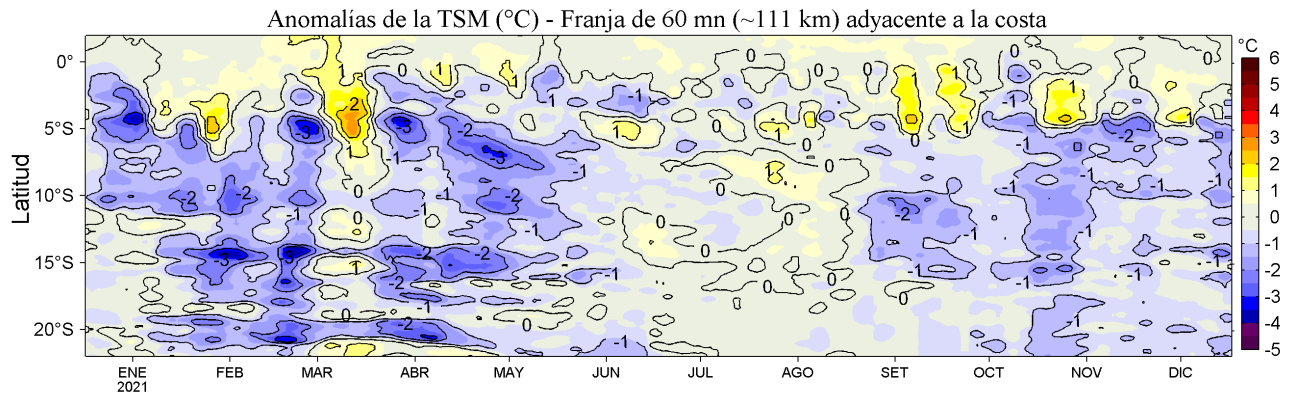 Anomalías de la TSM (°C) - Franja de 60 mn (~111 km) adyacente a la costa
°C
6
5
4
3
2
1
0
-1
-2
-3
-4
-5
Latitud
0°
5°S
10°S
15°S
20°S
ENE FEB MAR ABR MAY JUN JUL AGO SET OCT NOV DIC
2021